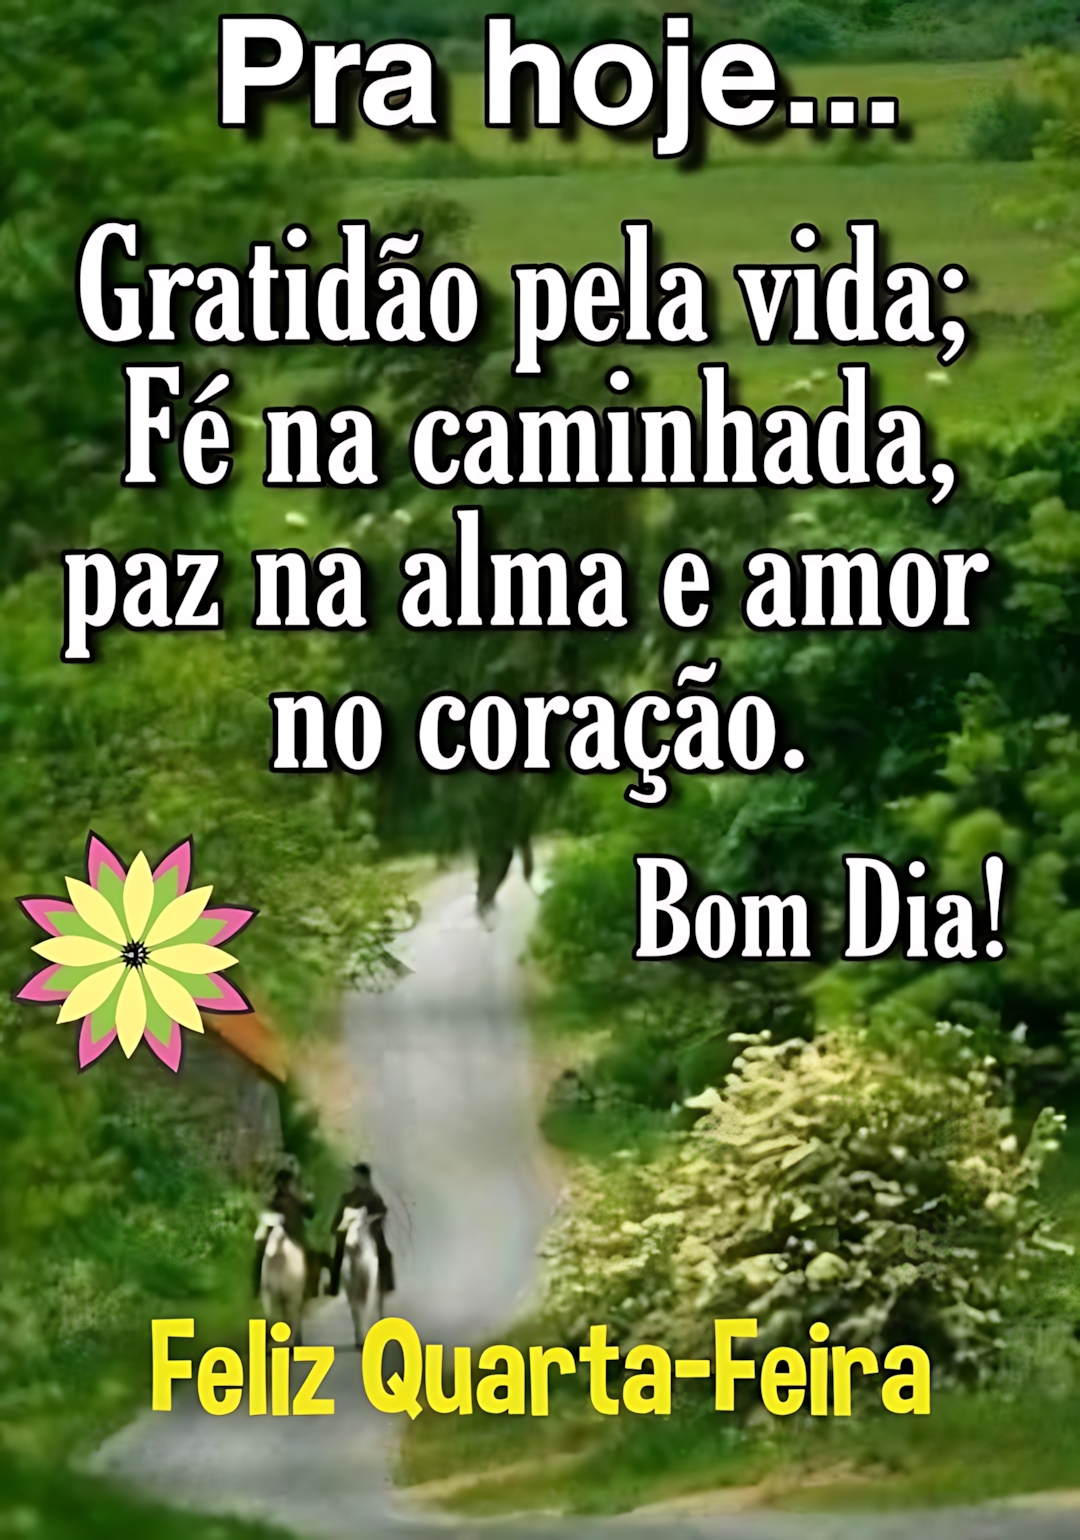 Pra hoje...
Gratidão pela vida;
Fé na caminhada,
paz na alma e amor
no coração.
Bom Dia!
Feliz Quarta-Feira